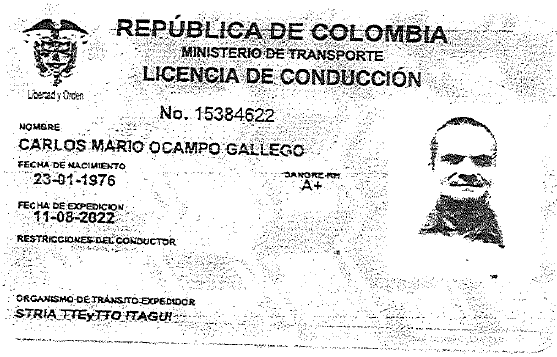 REPÚBLICA DE COLOMBIA
MINISTERIO DE TRANSPORTE
LICENCIA DE CONDUCCIÓN
Libertad y Orden
No. 15384622
NOMBRE
CARLOS MARIO OCAMPO GALLEGO
FECHA DE NACIMIENTO
23-01-1976
SANGRE-RH
A+
FECHA DE EXPEDICION
11-08-2022
RESTRICCIONES DEL CONDUCTOR
ORGANISMO DE TRÁNSITO EXPEDIDOR
STRIA TTEyTTO ITAGUI